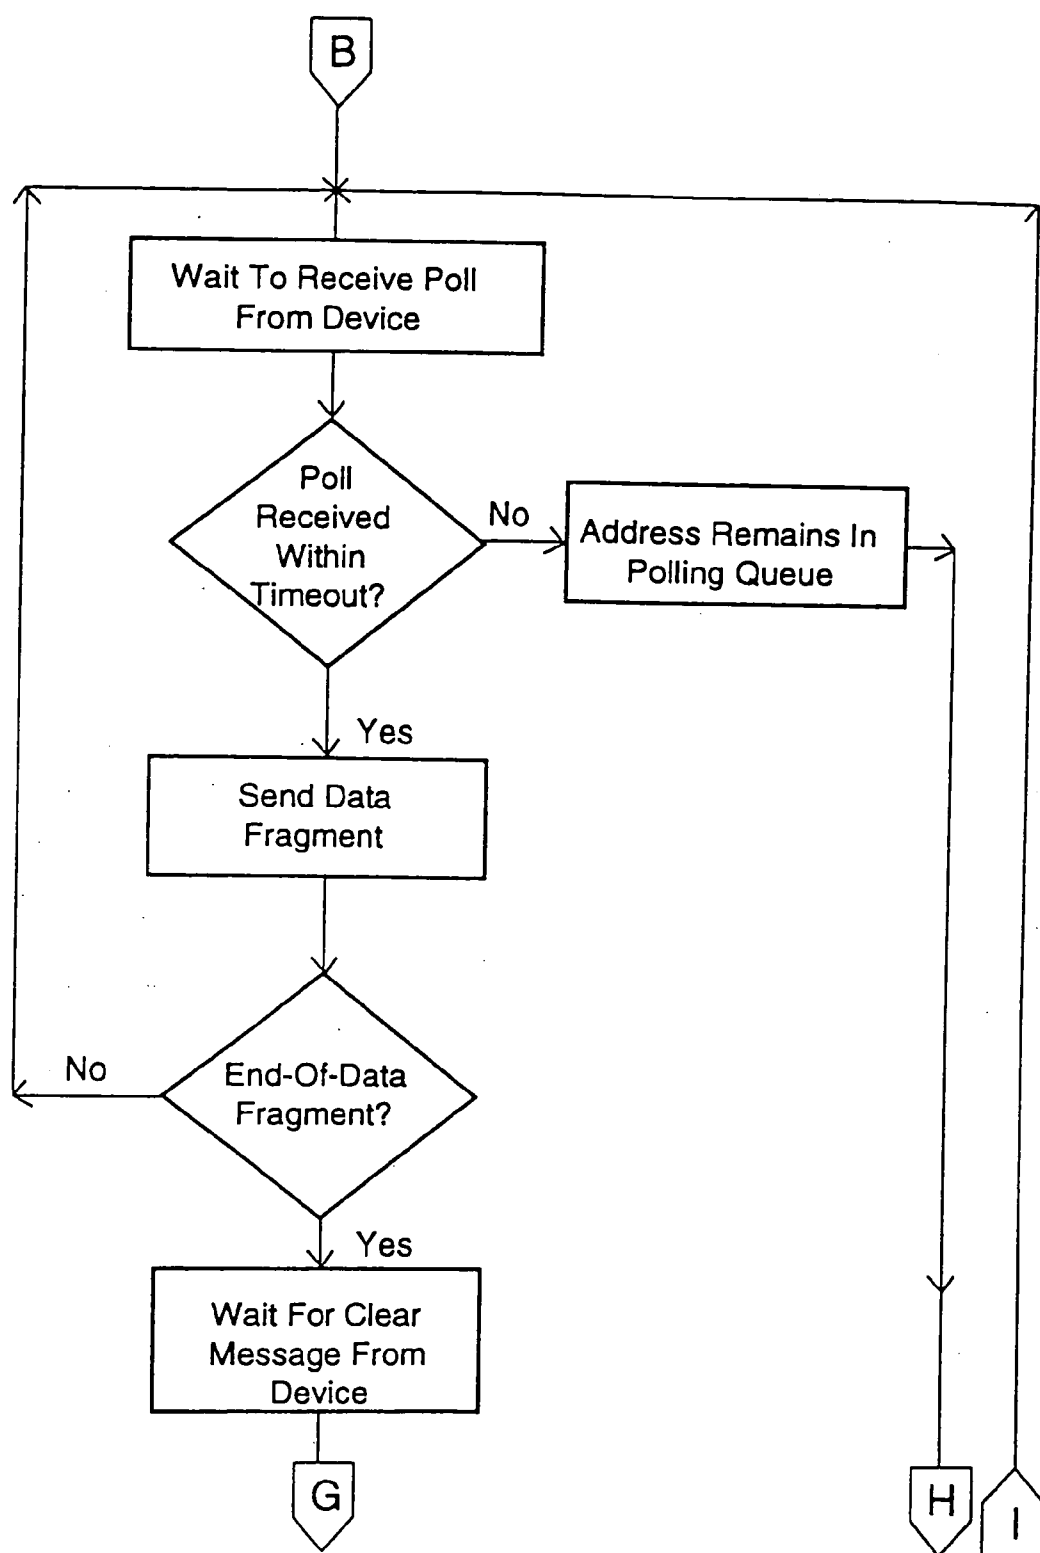 B
Wait To Receive Poll
From Device
Poll
Received
Within
Timeout?
No
Address Remains In
Polling Queue
Yes
Send Data
Fragment
No
End-Of-Data
Fragment?
Yes
Wait For Clear
Message From
Device
G
H
I